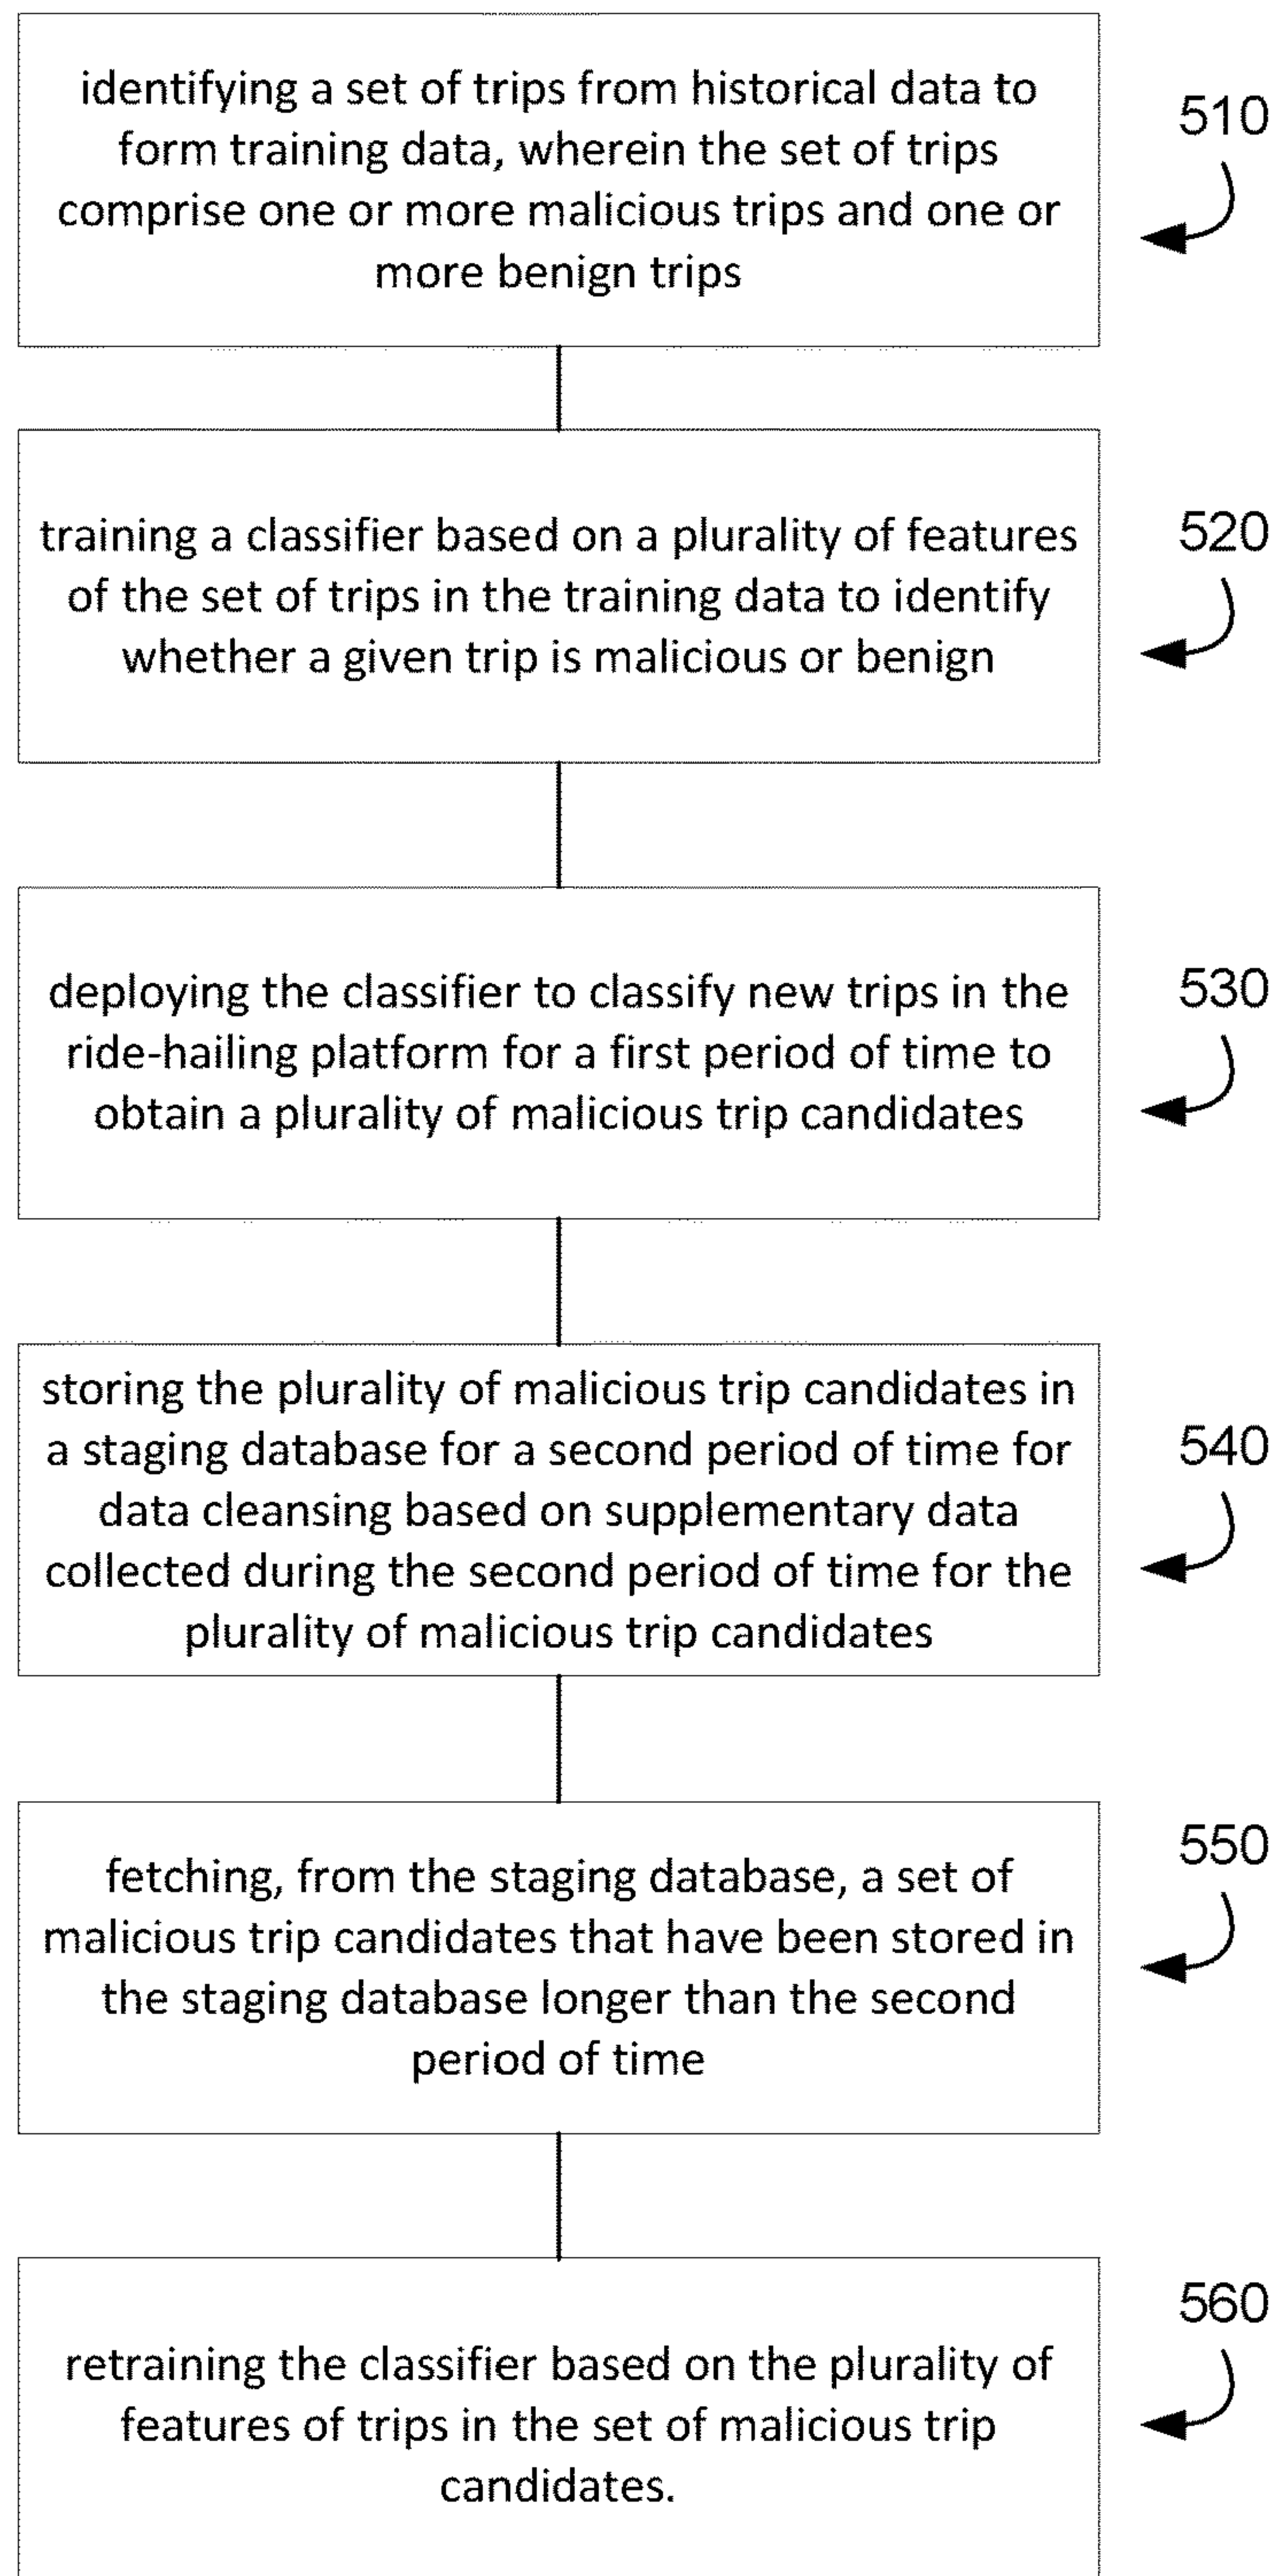 identifying a set of trips from historical data to
form training data, wherein the set of trips
comprise one or more malicious trips and one or
more benign trips
510
training a classifier based on a plurality of features
of the set of trips in the training data to identify
whether a given trip is malicious or benign
520
deploying the classifier to classify new trips in the
ride-hailing platform for a first period of time to
obtain a plurality of malicious trip candidates
530
storing the plurality of malicious trip candidates in
a staging database for a second period of time for
data cleansing based on supplementary data
collected during the second period of time for the
plurality of malicious trip candidates
540
fetching, from the staging database, a set of
malicious trip candidates that have been stored in
the staging database longer than the second
period of time
550
retraining the classifier based on the plurality of
features of trips in the set of malicious trip
candidates.
560